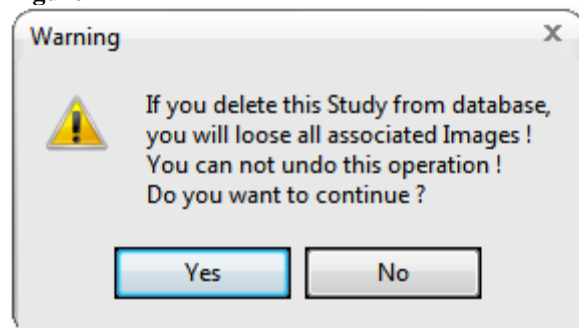 Warning
If you delete this Study from database,
you will loose all associated Images !
You can not undo this operation !
Do you want to continue ?
Yes
No